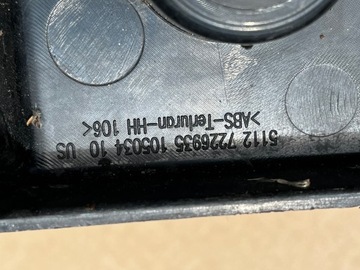 5112 7226935 105034 10 US
>ABS-Terluran-HH 106<